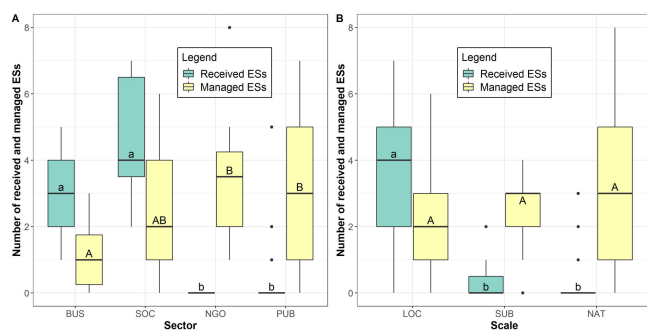 A
Number of received and managed ESs
8
6
4
2
0
Legend
Received ESs
Managed ESs
a
A
a
AB
b
B
b
B
BUS SOC NGO PUB
Sector
B
Number of received and managed ESs
8
6
4
2
0
Legend
Received ESs
Managed ESs
a
A
b
A
b
A
LOC SUB NAT
Scale